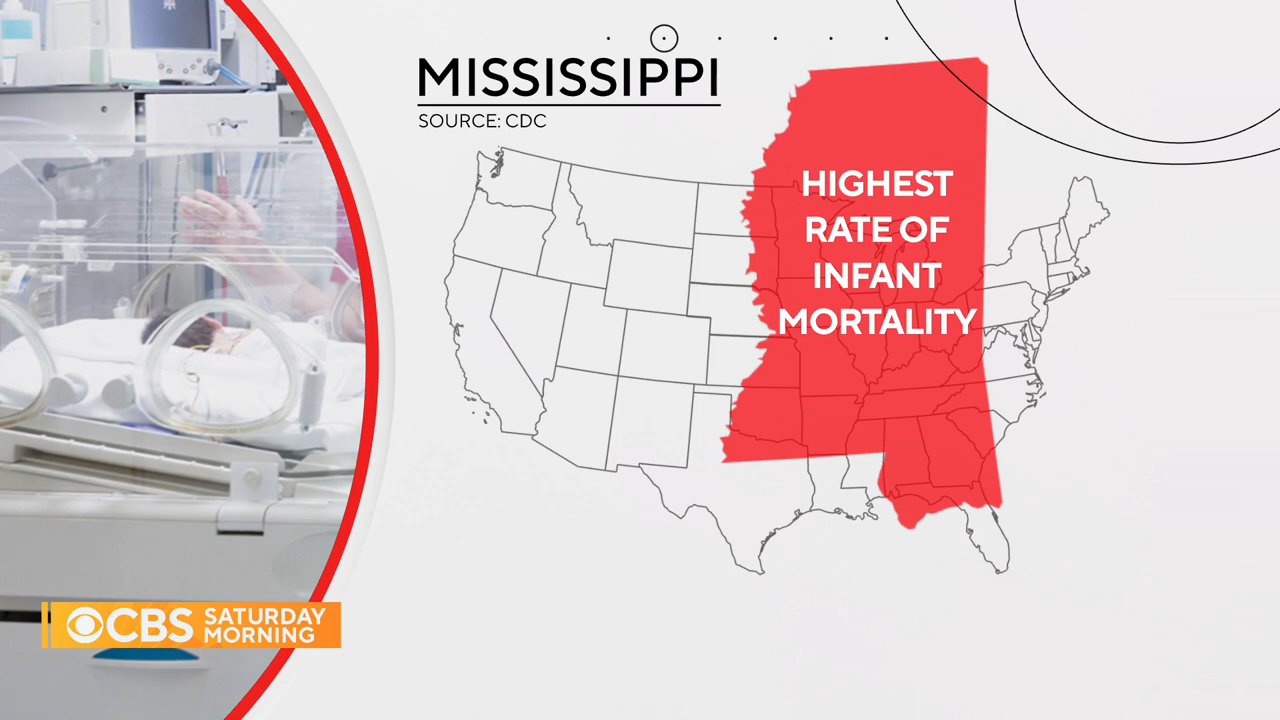 MISSISSIPPI
SOURCE: CDC
HIGHEST
RATE OF
INFANT
MORTALITY
CBS SATURDAY
MORNING